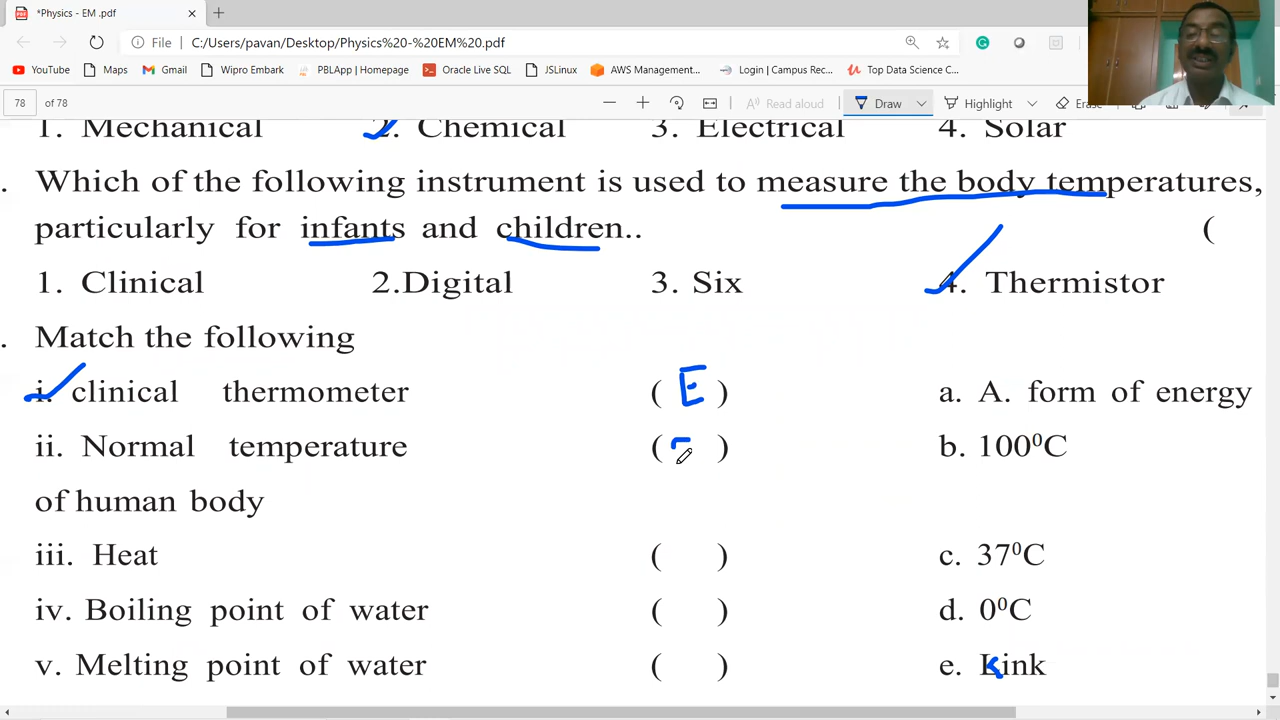 *Physics - EM .pdf
File C:/Users/pavan/Desktop/Physics%20-%20EM%20.pdf
YouTube Maps Gmail Wipro Embark PBLApp | Homepage Oracle Live SQL JSLinux AWS Management... Login | Campus Rec... Top Data Science C...
78 of 78 Read aloud Draw Highlight Erase
1. Mechanical 2. Chemical 3. Electrical 4. Solar
. Which of the following instrument is used to measure the body temperatures,
particularly for infants and children.. (
1. Clinical 2.Digital 3. Six 4. Thermistor
. Match the following
i. clinical thermometer ( E ) a. A. form of energy
ii. Normal temperature ( ) b. 100⁰C
of human body
iii. Heat ( ) c. 37⁰C
iv. Boiling point of water ( ) d. 0⁰C
v. Melting point of water ( ) e. Kink